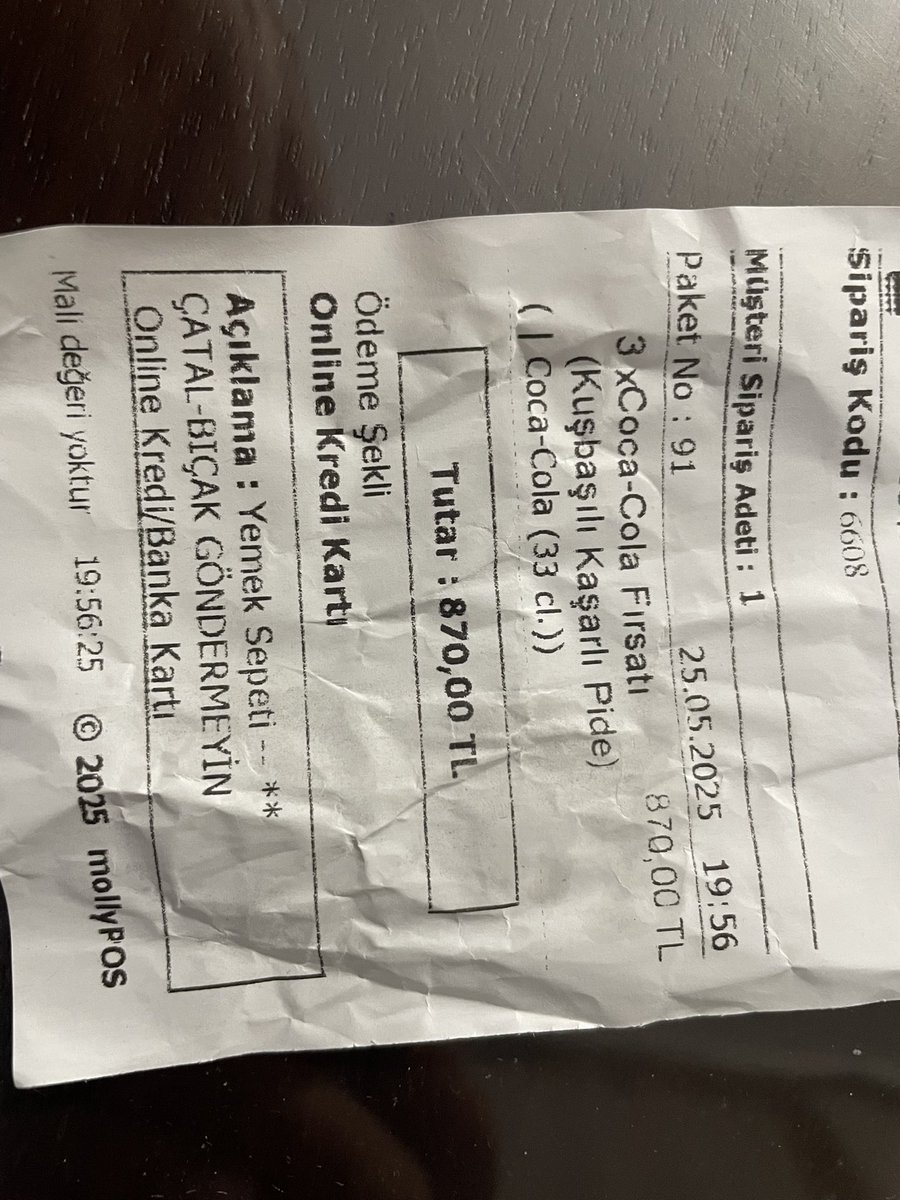 Sipariş Kodu : 6608
Müşteri Sipariş Adeti : 1
Paket No : 91 25.05.2025 19:56
3 xCoca-Cola Fırsatı 870,00 TL
(Kuşbaşılı Kaşarlı Pide)
( | Coca-Cola (33 cl.))
Tutar : 870,00 TL
Ödeme Şekli
Online Kredi Kartı
Açıklama : Yemek Sepeti -- **
ÇATAL-BIÇAK GÖNDERMEYİN
Online Kredi/Banka Kartı
Mali değeri yoktur 19:56:25 © 2025 mollyPOS